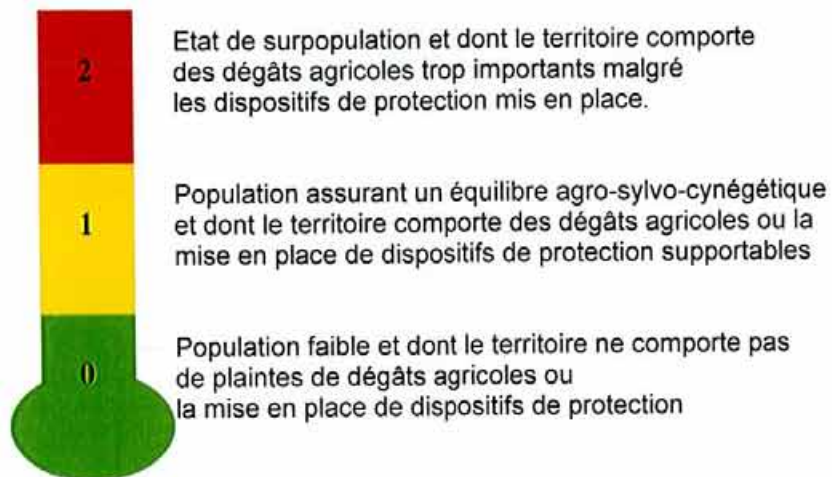 2
Etat de surpopulation et dont le territoire comporte
des dégâts agricoles trop importants malgré
les dispositifs de protection mis en place.
1
Population assurant un équilibre agro-sylvo-cynégétique
et dont le territoire comporte des dégâts agricoles ou la
mise en place de dispositifs de protection supportables
0
Population faible et dont le territoire ne comporte pas
de plaintes de dégâts agricoles ou
la mise en place de dispositifs de protection